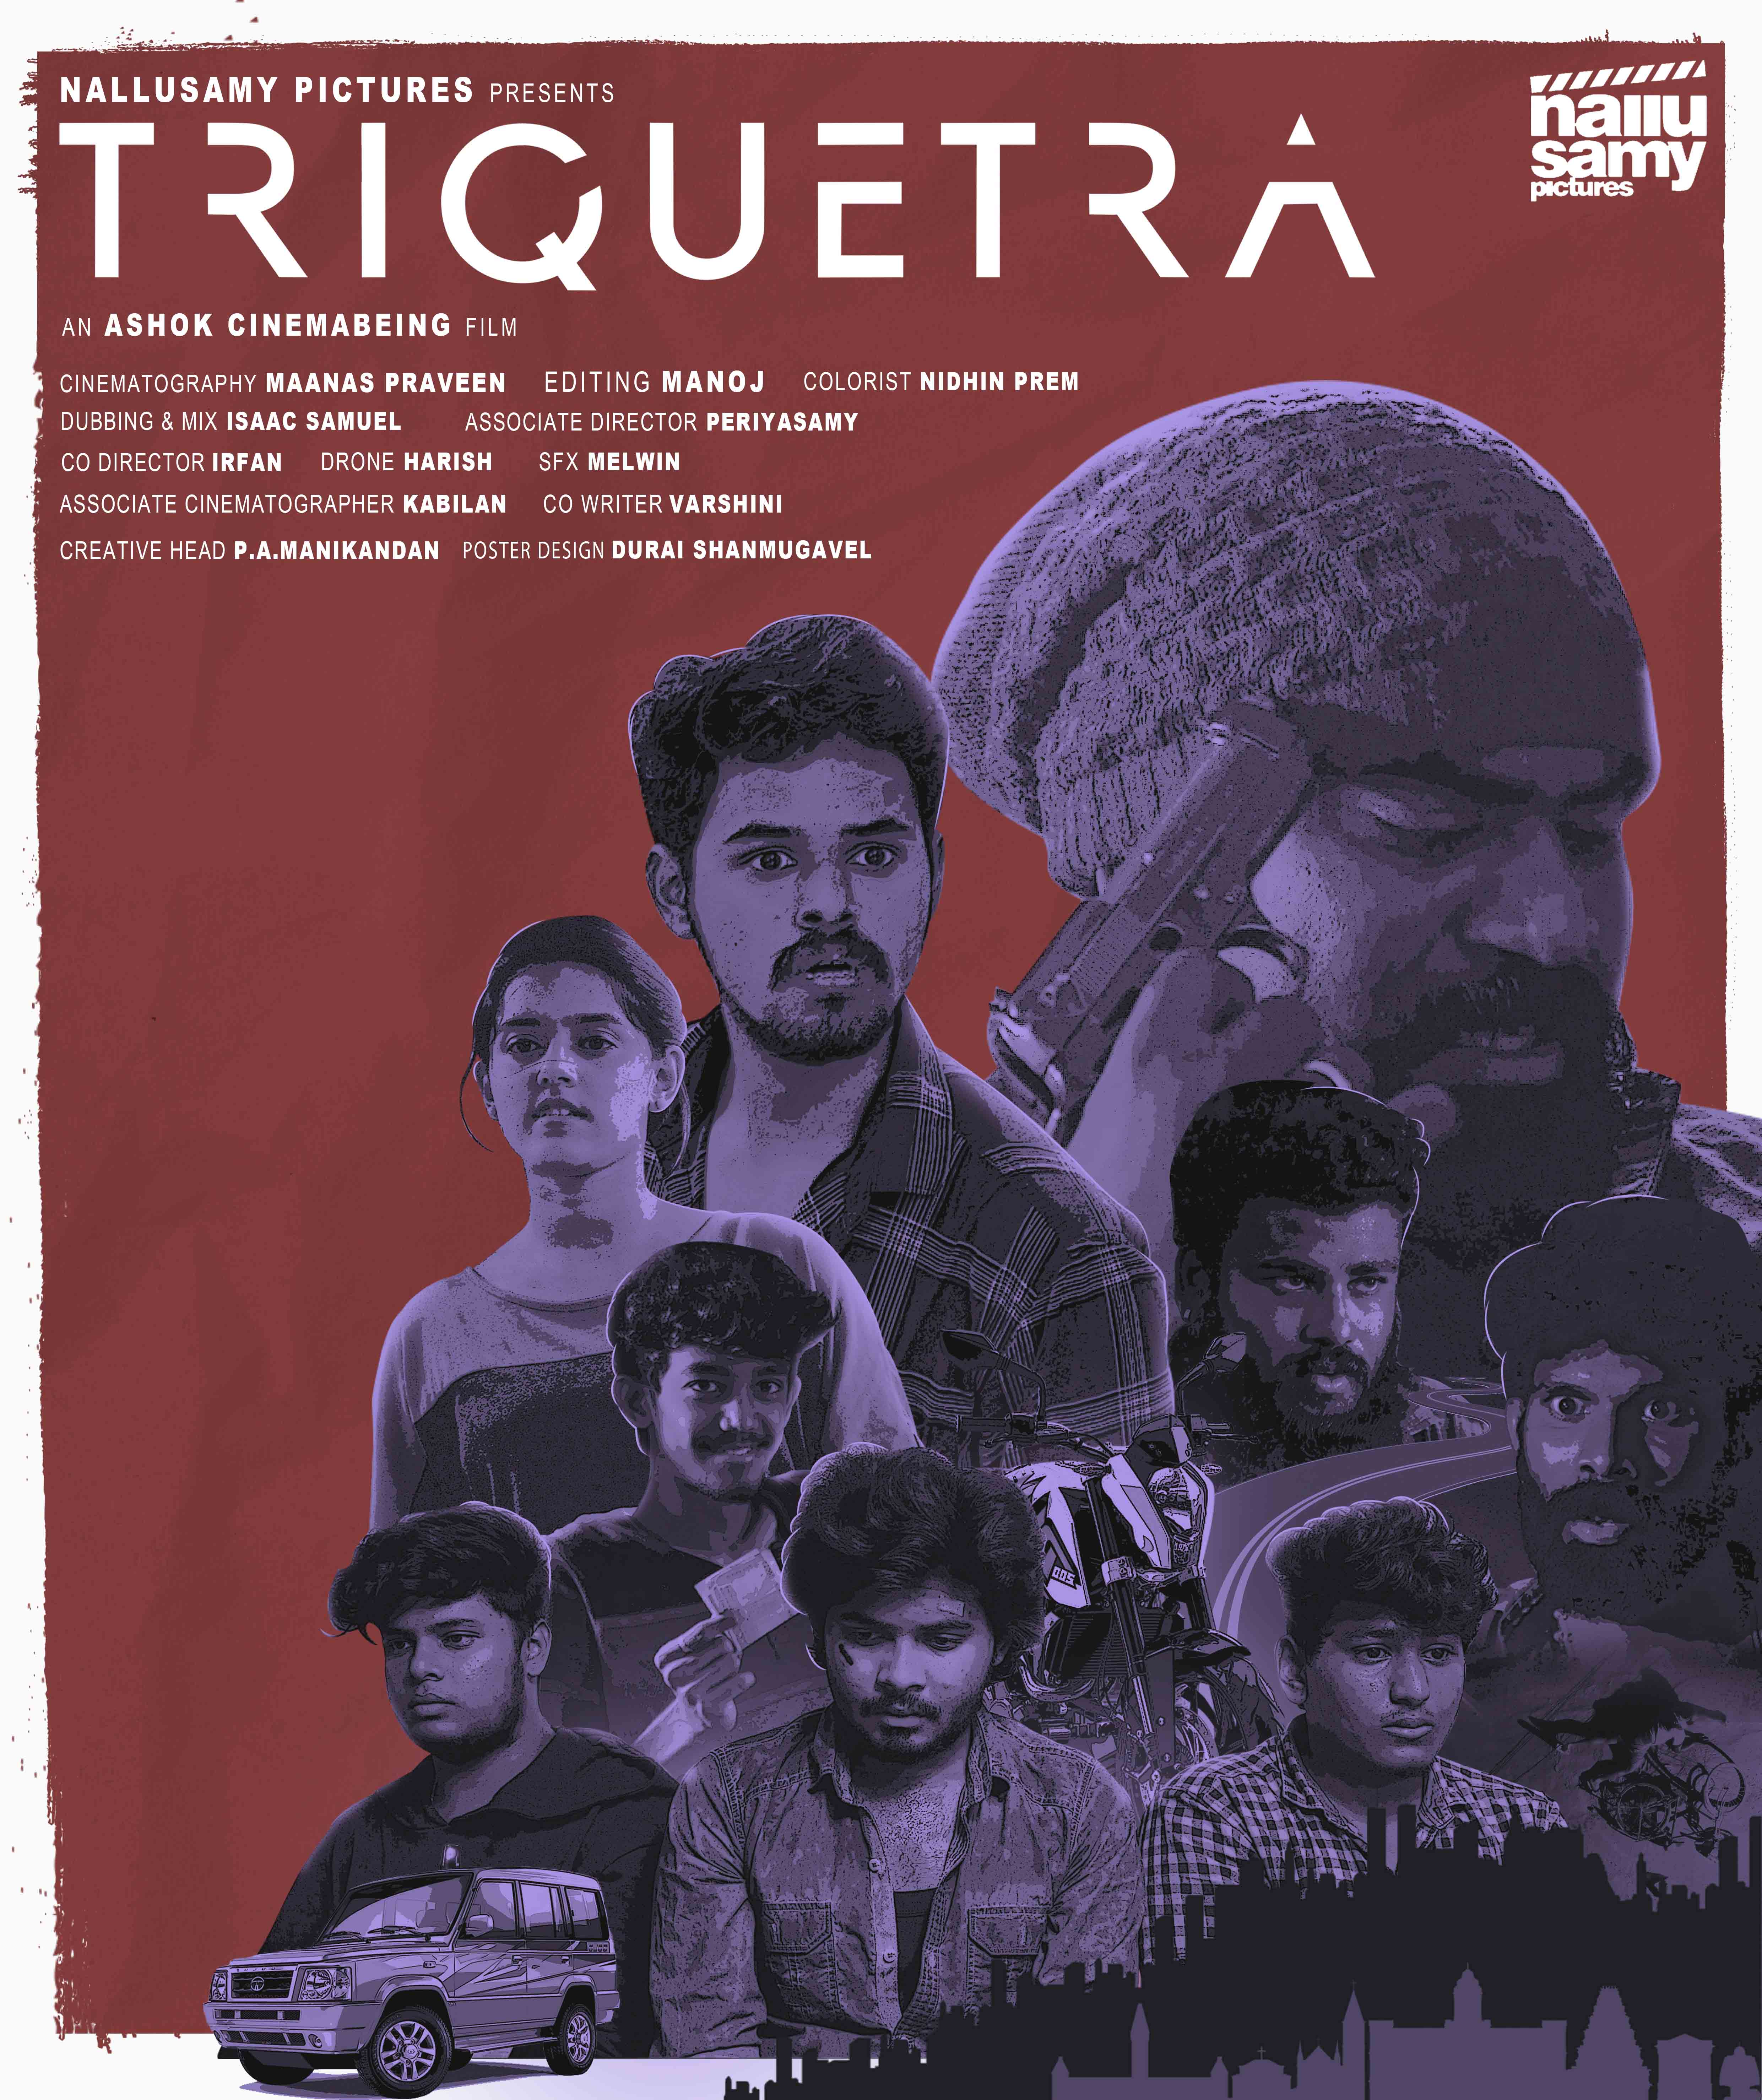 NALLUSAMY PICTURES PRESENTS
TRIQUETRA
nallu
samy
pictures
AN ASHOK CINEMABEING FILM
CINEMATOGRAPHY MAANAS PRAVEEN EDITING MANOJ COLORIST NIDHIN PREM
DUBBING & MIX ISAAC SAMUEL ASSOCIATE DIRECTOR PERIYASAMY
CO DIRECTOR IRFAN DRONE HARISH SFX MELWIN
ASSOCIATE CINEMATOGRAPHER KABILAN CO WRITER VARSHINI
CREATIVE HEAD P.A.MANIKANDAN POSTER DESIGN DURAI SHANMUGAVEL